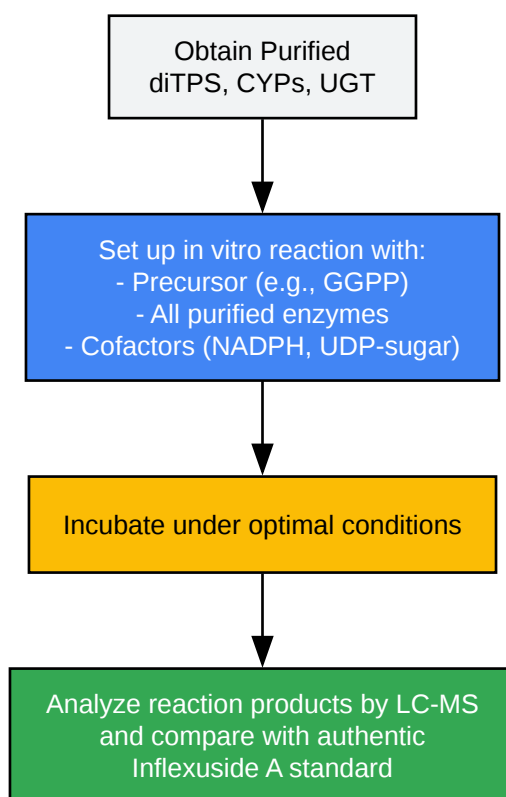 Obtain Purified
diTPS, CYPs, UGT
Set up in vitro reaction with:
- Precursor (e.g., GGPP)
- All purified enzymes
- Cofactors (NADPH, UDP-sugar)
Incubate under optimal conditions
Analyze reaction products by LC-MS
and compare with authentic
Inflexuside A standard